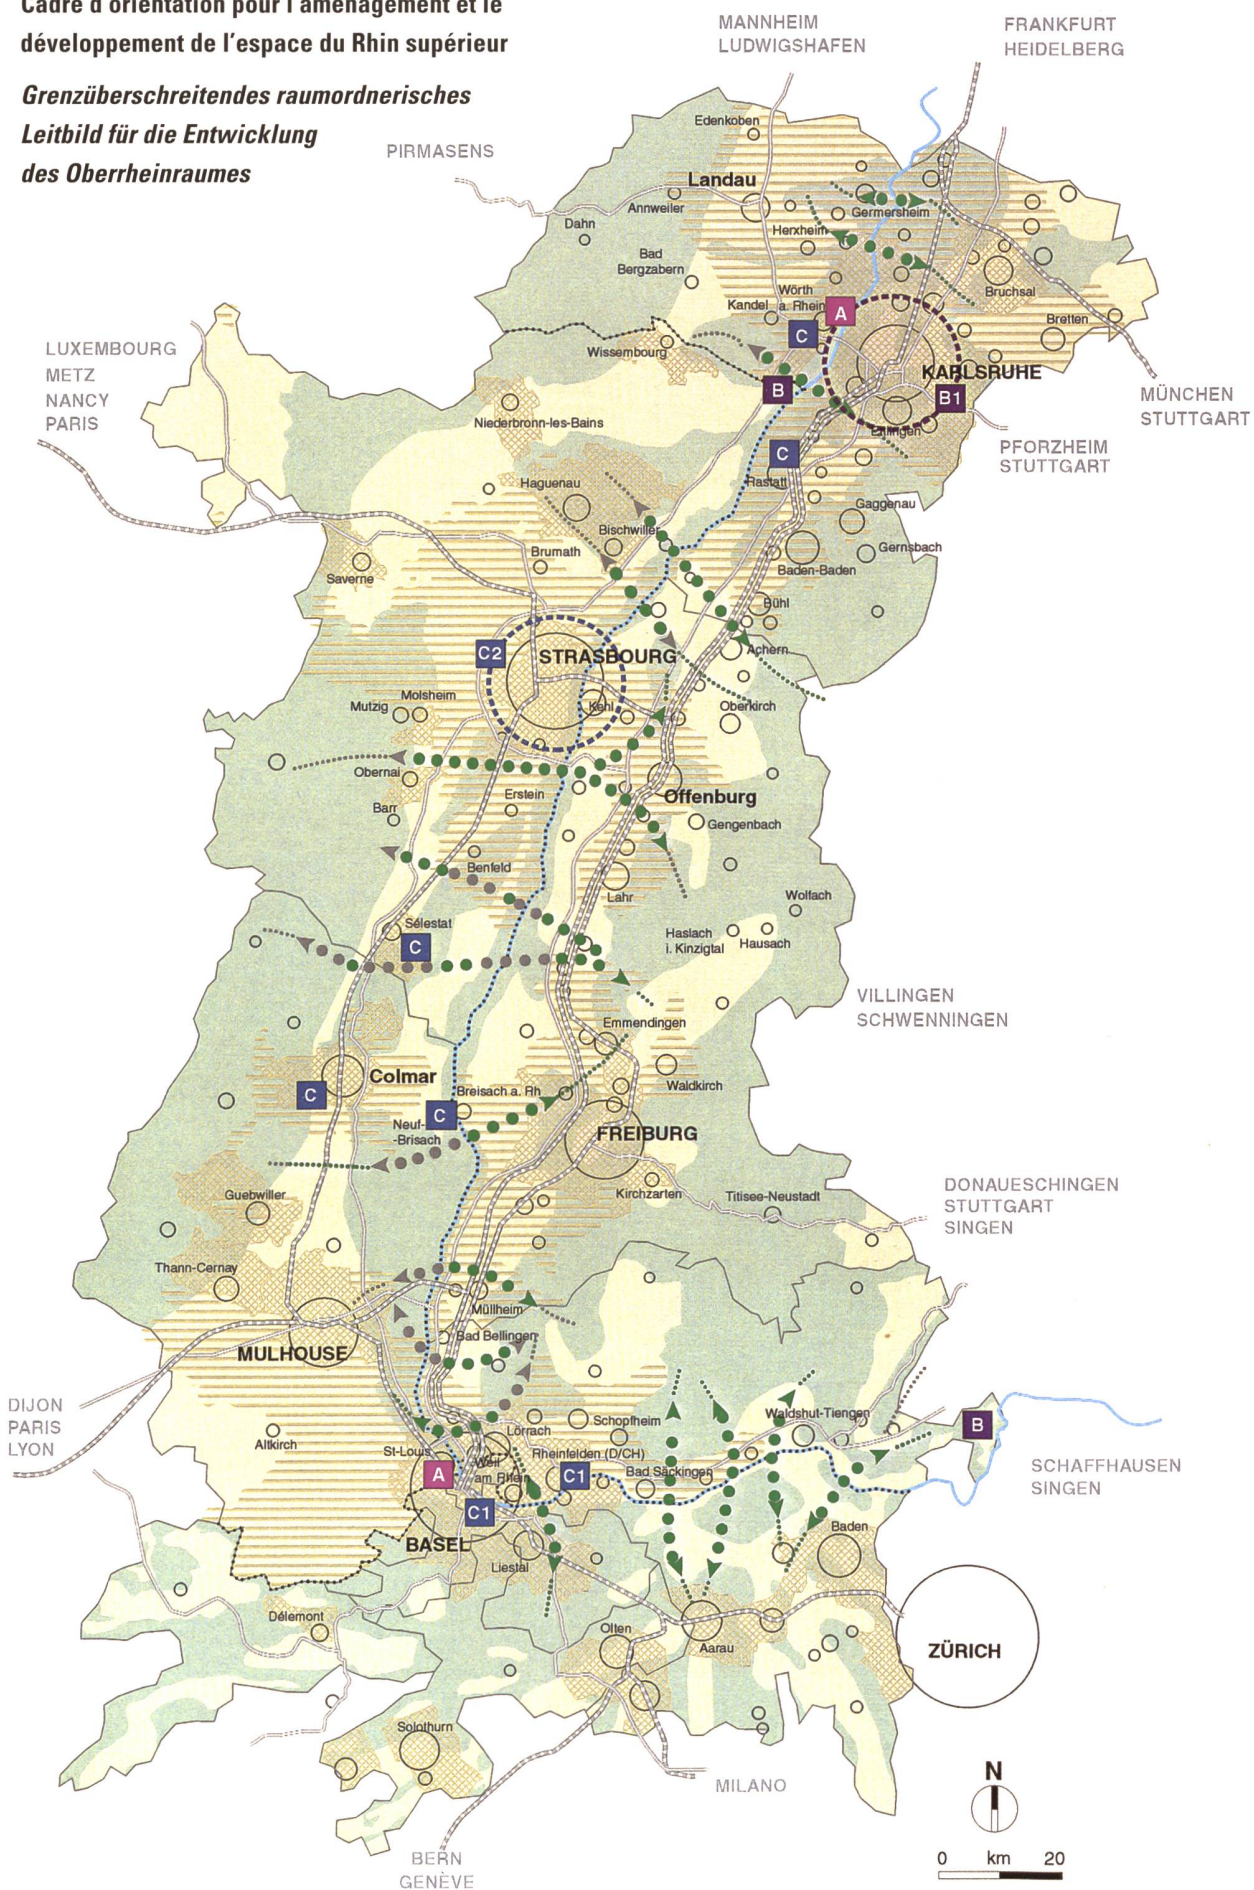 Cadre d'orientation pour l'aménagement et le
développement de l'espace du Rhin supérieur
Grenzüberschreitendes raumordnerisches
Leitbild für die Entwicklung
des Oberrheinraumes
MANNHEIM
LUDWIGSHAFEN
FRANKFURT
HEIDELBERG
PIRMASENS
Edenkoben
Landau
Annweiler
Germersheim
Dahn
Herxheim
Bad
Bergzabern
Wörth
a. Rhein
Kandel
Bruchsal
A
C
Bretten
LUXEMBOURG
METZ
NANCY
PARIS
Wissembourg
KARLSRUHE
B
B1
MÜNCHEN
STUTTGART
Niederbronn-les-Bains
Ettlingen
PFORZHEIM
STUTTGART
C
Rastatt
Haguenau
Gaggenau
Bischwiller
Gernsbach
Brumath
Saverne
Baden-Baden
Bühl
C2
STRASBOURG
Achern
Molsheim
Mutzig
Kehl
Oberkirch
Obernai
Erstein
Offenburg
Barr
Gengenbach
Benfeld
Lahr
Wolfach
Sélestat
C
Haslach
i. Kinzigtal
Hausach
VILLINGEN
SCHWENNINGEN
Emmendingen
Colmar
Waldkirch
C
Breisach a. Rh
C
Neuf-
-Brisach
FREIBURG
Kirchzarten
Titisee-Neustadt
DONAUESCHINGEN
STUTTGART
SINGEN
Guebwiller
Thann-Cernay
Müllheim
MULHOUSE
Bad Bellingen
DIJON
PARIS
LYON
Altkirch
Schopfheim
Waldshut-Tiengen
B
Lörrach
St-Louis
Rheinfelden (D/CH)
A
Weil
am Rhein
C1
Bad Säckingen
SCHAFFHAUSEN
SINGEN
C1
BASEL
Liestal
Baden
Délemont
Olten
Aarau
ZÜRICH
Solothurn
MILANO
N
BERN
GENÈVE
0 km 20